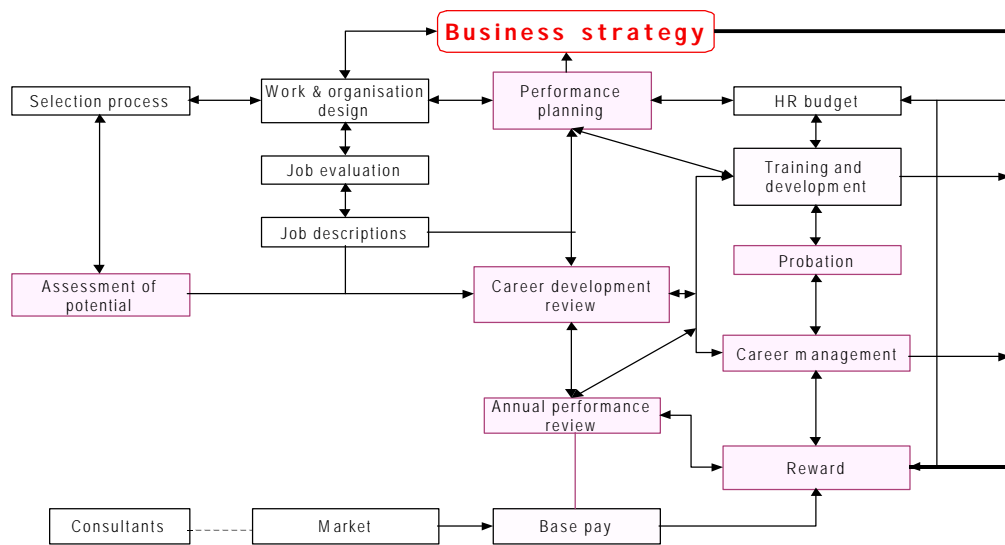 Business strategy
Selection process
Work & organisation
design
Performance
planning
HR budget
Job evaluation
Training and
development
Job descriptions
Assessment of
potential
Career development
review
Probation
Career management
Annual performance
review
Reward
Consultants
Market
Base pay